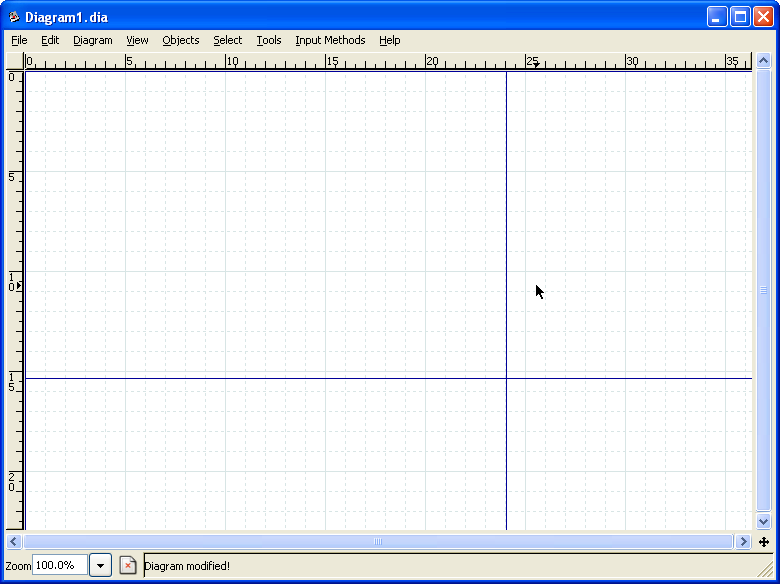 Diagram1.dia
File Edit Diagram View Objects Select Tools Input Methods Help
0 5 10 15 20 25 30 35
0
5
10
15
20
Zoom 100.0% Diagram modified!